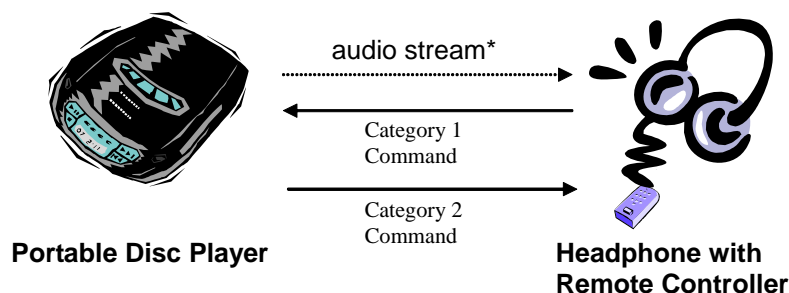 audio stream*
Category 1
Command
Category 2
Command
Portable Disc Player
Headphone with
Remote Controller